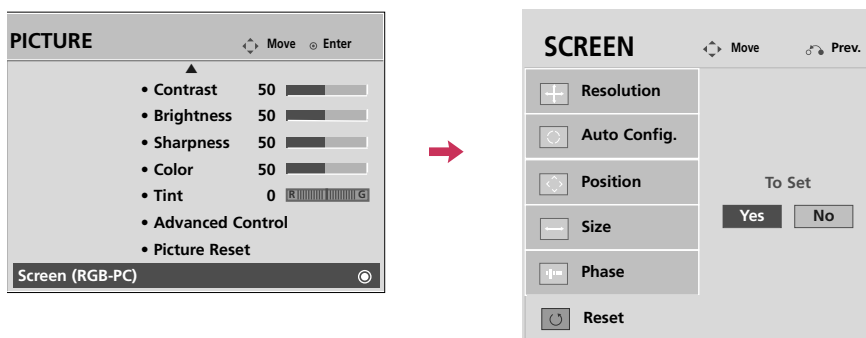 PICTURE
Move
Enter
• Contrast 50
• Brightness 50
• Sharpness 50
• Color 50
• Tint 0 R G
• Advanced Control
• Picture Reset
Screen (RGB-PC)
SCREEN
Move
Prev.
Resolution
Auto Config.
Position
Size
Phase
Reset
To Set
Yes No